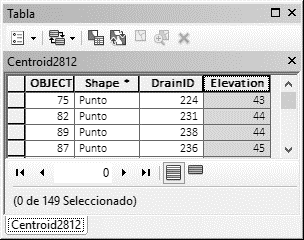 Tabla
Centroid2812
OBJECT Shape * DrainID Elevation
75 Punto 224 43
82 Punto 231 44
89 Punto 238 44
87 Punto 236 45
0
(0 de 149 Seleccionado)
Centroid2812